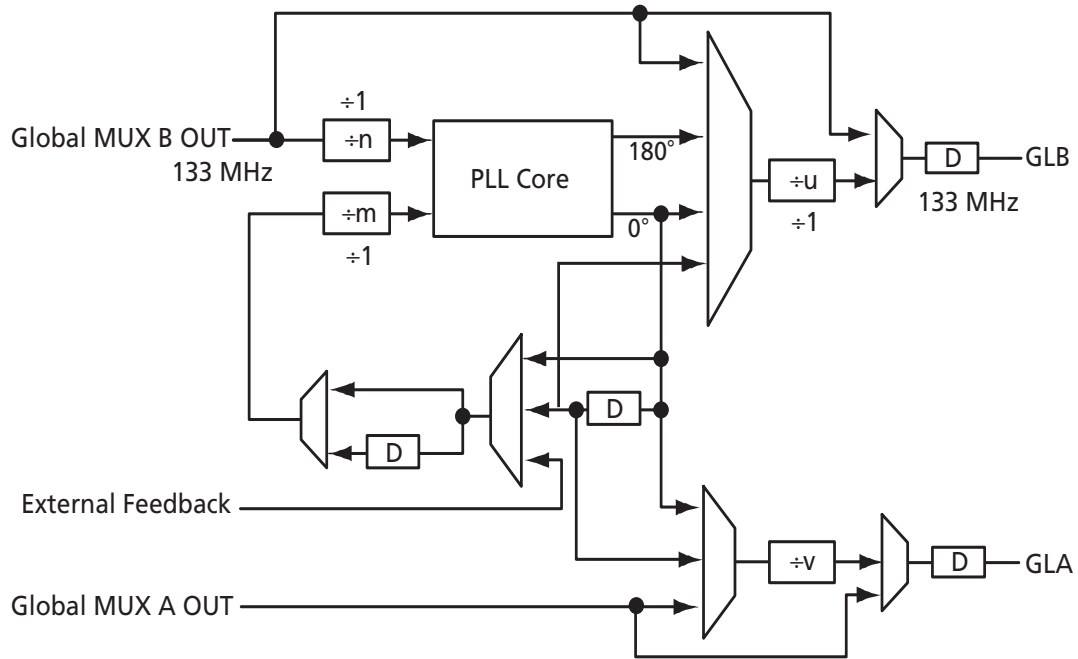 ÷1
Global MUX B OUT
÷n
133 MHz
PLL Core
180°
0°
÷m
÷1
÷u
÷1
D
GLB
133 MHz
D
D
External Feedback
Global MUX A OUT
÷v
D
GLA